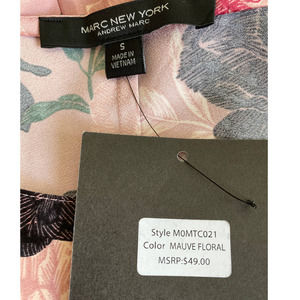 MARC NEW YORK
ANDREW MARC
S
MADE IN
VIETNAM
Style M0MTC021
Color MAUVE FLORAL
MSRP:$49.00